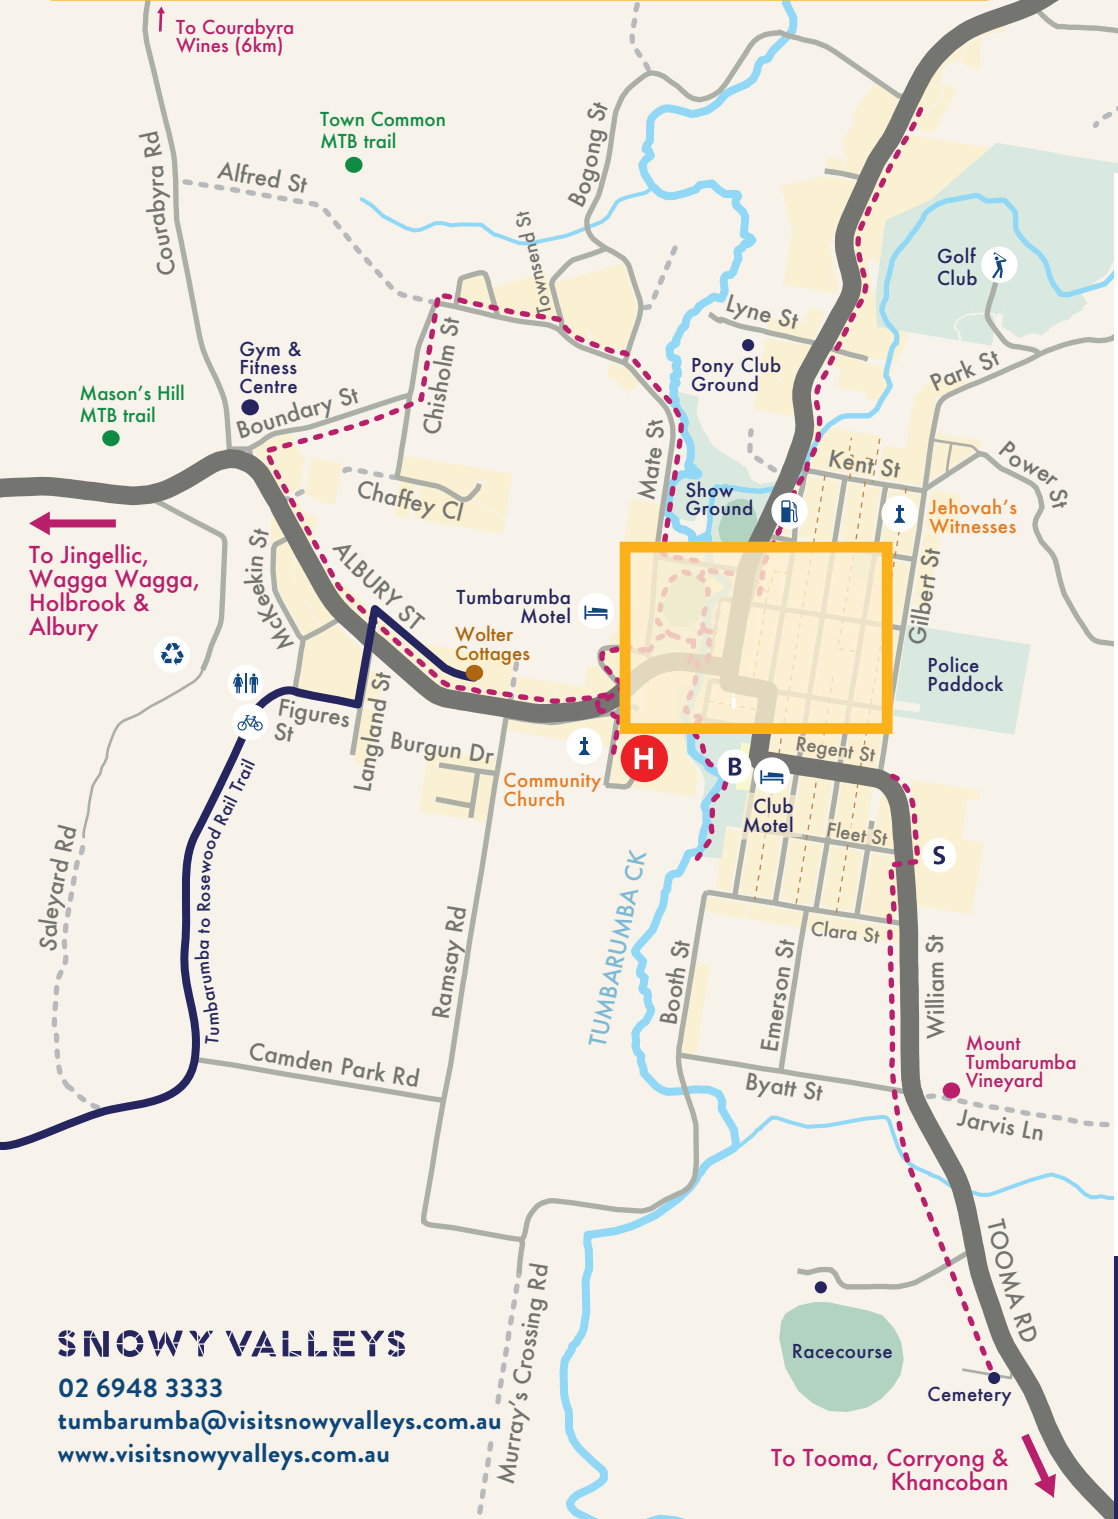 To Courabyra
Wines (6km)
Town Common
MTB trail
Courabyra Rd
Alfred St
Bogong St
Townsend St
Golf
Club
Lyne St
Park St
Pony Club
Ground
Gym &
Fitness
Centre
Chisholm St
Boundary St
Mason's Hill
MTB trail
Mate St
Kent St
Power St
Chaffey Cl
Show
Ground
Jehovah's
Witnesses
To Jingellic,
Wagga Wagga,
Holbrook &
Albury
McKeekin St
ALBURY ST
Tumbarumba
Motel
Wolter
Cottages
Gilbert St
Police
Paddock
Figures
St
Langland St
Burgun Dr
Community
Church
H
B
Regent St
Club
Motel
Fleet St
S
Tumbarumba to Rosewood Rail Trail
Saleyard Rd
Ramsay Rd
TUMBARUMBA CK
Booth St
Emerson St
Clara St
William St
Camden Park Rd
Byatt St
Mount
Tumbarumba
Vineyard
Jarvis Ln
TOOMA RD
Murray's Crossing Rd
Racecourse
Cemetery
SNOWY VALLEYS
02 6948 3333
tumbarumba@visitsnowyvalleys.com.au
www.visitsnowyvalleys.com.au
To Tooma, Corryong &
Khancoban